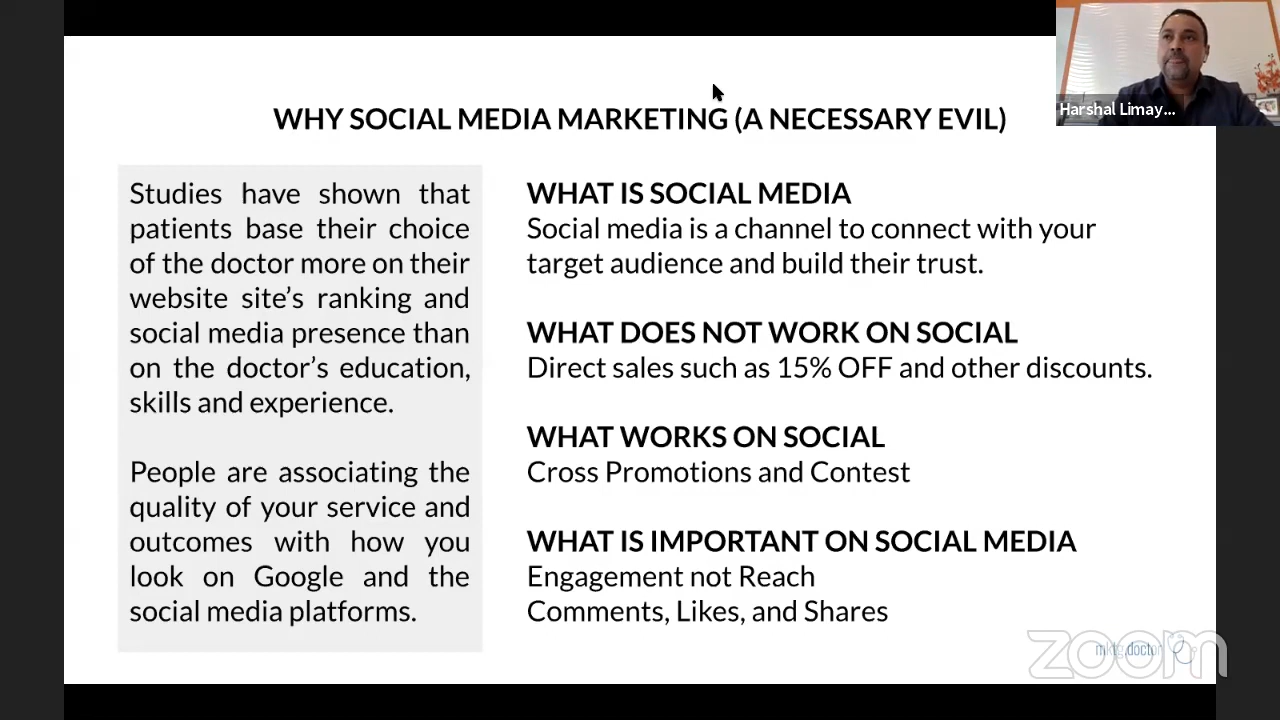 WHY SOCIAL MEDIA MARKETING (A NECESSARY EVIL)
Harshal Limay...
Studies have shown that
patients base their choice
of the doctor more on their
website site's ranking and
social media presence than
on the doctor's education,
skills and experience.
People are associating the
quality of your service and
outcomes with how you
look on Google and the
social media platforms.
WHAT IS SOCIAL MEDIA
Social media is a channel to connect with your
target audience and build their trust.
WHAT DOES NOT WORK ON SOCIAL
Direct sales such as 15% OFF and other discounts.
WHAT WORKS ON SOCIAL
Cross Promotions and Contest
WHAT IS IMPORTANT ON SOCIAL MEDIA
Engagement not Reach
Comments, Likes, and Shares
mktg.doctor
zoom